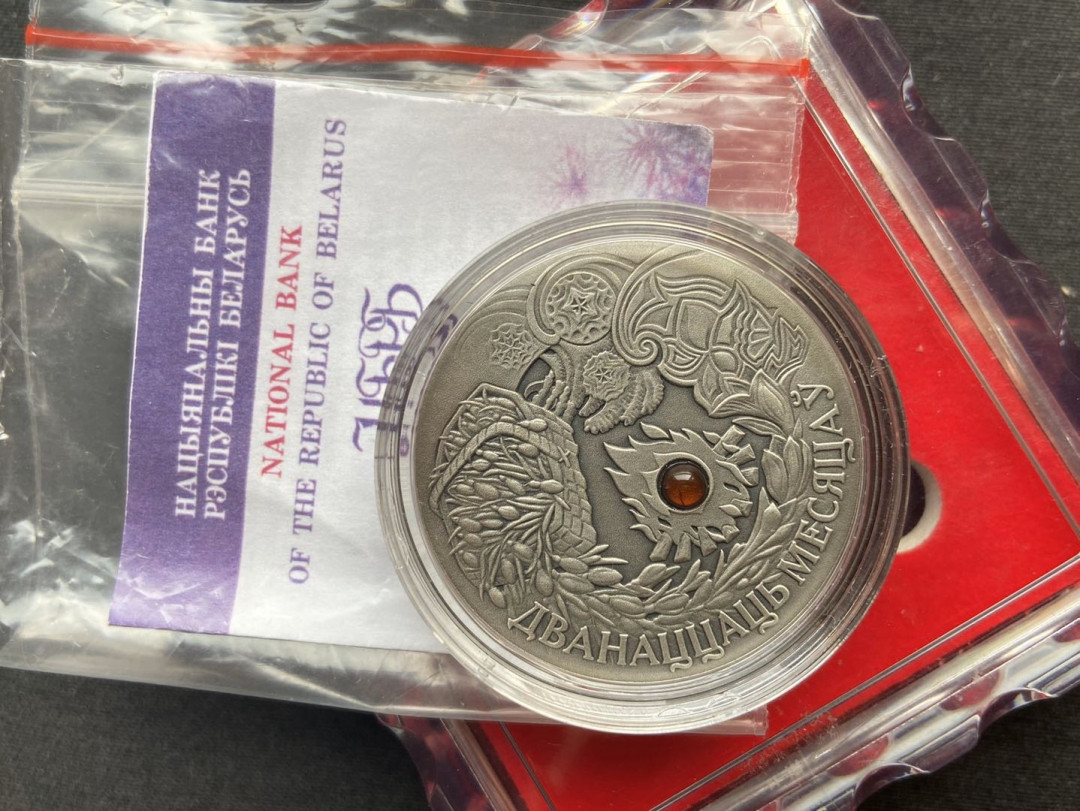 НАЦЫЯНАЛЬНЫ БАНК
РЭСПУБЛІКІ БЕЛАРУСЬ
NATIONAL BANK
OF THE REPUBLIC OF BELARUS
ДВАНАЦЦАЦЬ МЕСЯЦАЎ